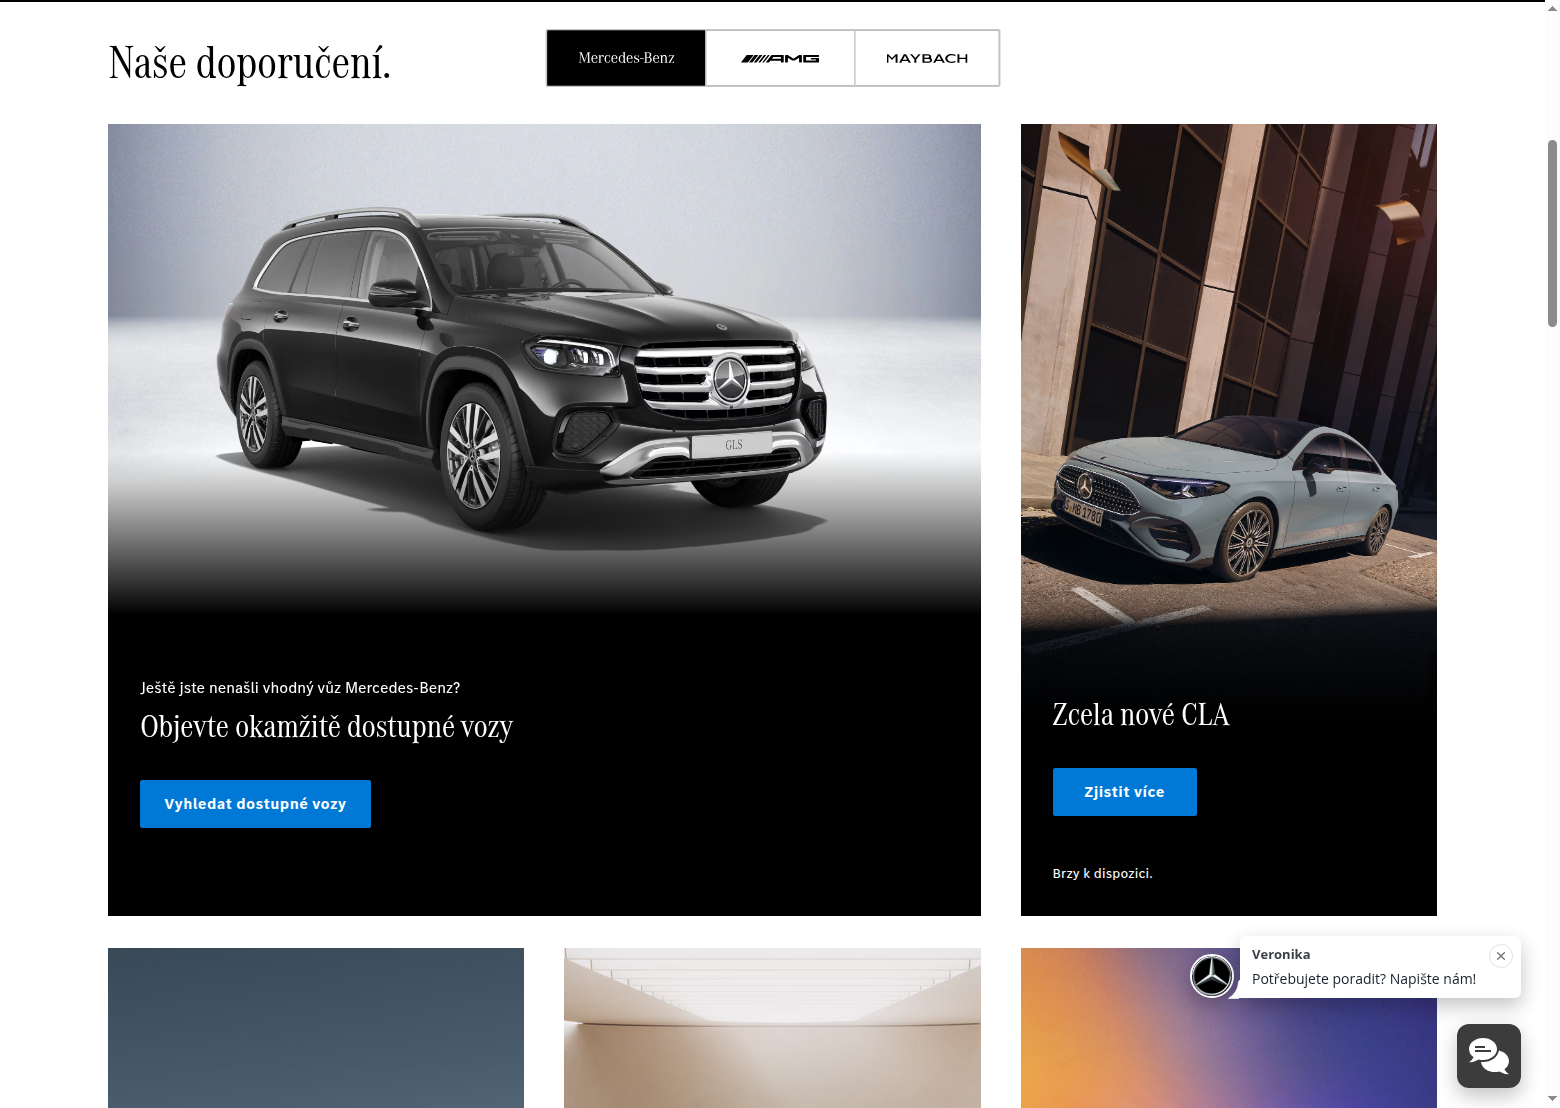 Naše doporučení.
Mercedes-Benz
AMG
MAYBACH
GLS
Ještě jste nenašli vhodný vůz Mercedes-Benz?
Objevte okamžitě dostupné vozy
Vyhledat dostupné vozy
Zcela nové CLA
Zjistit více
Brzy k dispozici.
Veronika
Potřebujete poradit? Napište nám!